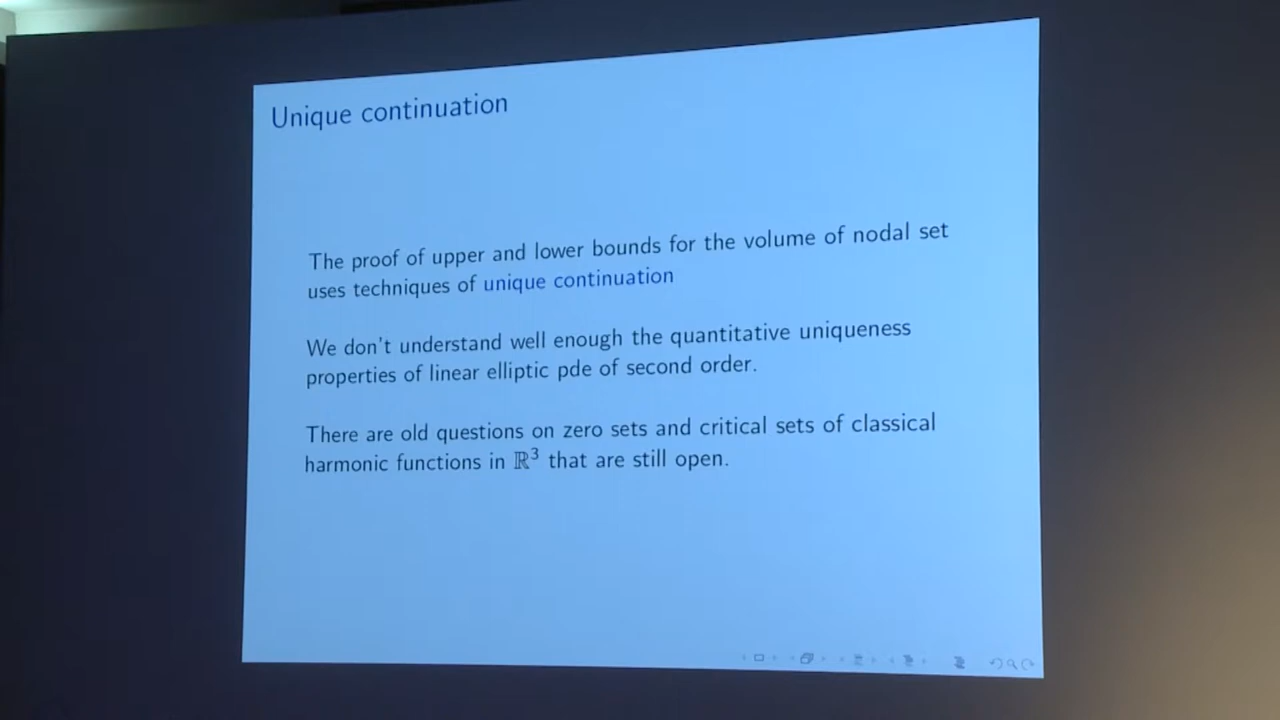 Unique continuation
The proof of upper and lower bounds for the volume of nodal set
uses techniques of unique continuation
We don't understand well enough the quantitative uniqueness
properties of linear elliptic pde of second order.
There are old questions on zero sets and critical sets of classical
harmonic functions in ℝ³ that are still open.